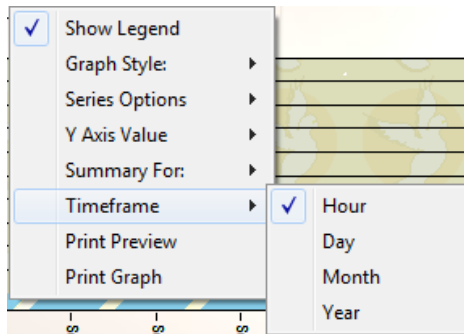 Show Legend
Graph Style:
Series Options
Y Axis Value
Summary For:
Timeframe
Hour
Print Preview
Day
Print Graph
Month
Year